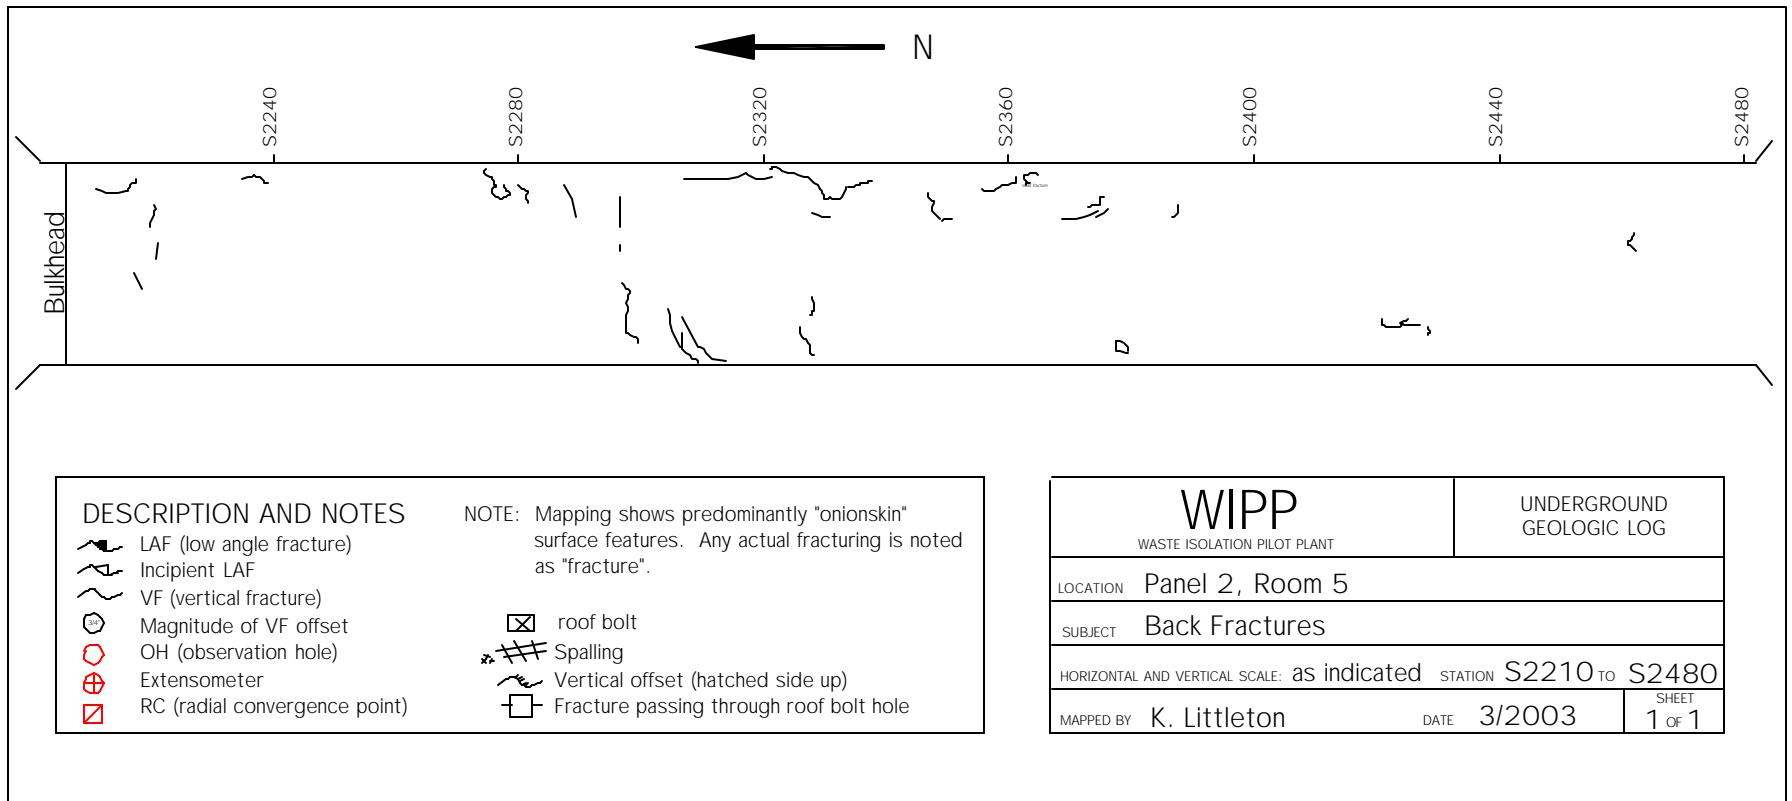 N
S2240
S2280
S2320
S2360
S2400
S2440
S2480
Bulkhead
fracture
DESCRIPTION AND NOTES
LAF (low angle fracture)
Incipient LAF
VF (vertical fracture)
3/4"
Magnitude of VF offset
OH (observation hole)
Extensometer
RC (radial convergence point)
NOTE: Mapping shows predominantly "onionskin"
surface features. Any actual fracturing is noted
as "fracture".
roof bolt
Spalling
Vertical offset (hatched side up)
Fracture passing through roof bolt hole
WIPP
WASTE ISOLATION PILOT PLANT
UNDERGROUND
GEOLOGIC LOG
LOCATION Panel 2, Room 5
SUBJECT Back Fractures
HORIZONTAL AND VERTICAL SCALE: as indicated STATION S2210 TO S2480
MAPPED BY K. Littleton DATE 3/2003
SHEET
1 OF 1